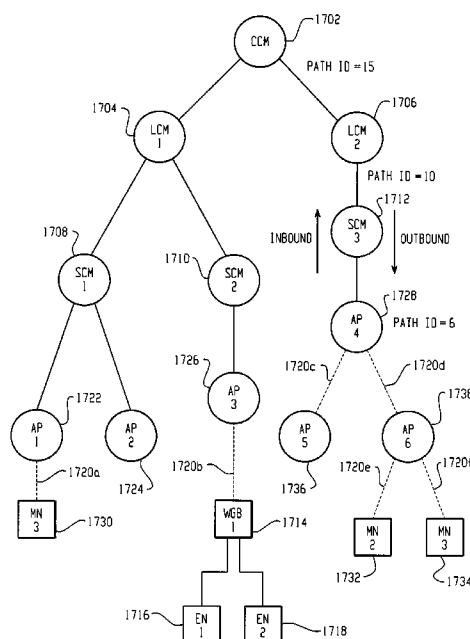 1702
CCM
PATH ID =15
1704
1706
LCM
1
LCM
2
PATH ID =10
1712
1708
1710
INBOUND
SCM
3
OUTBOUND
SCM
1
SCM
2
1728
AP
4
PATH ID =6
1726
1720c
1720d
1722
AP
3
1736
AP
1
AP
2
AP
5
AP
6
1720a
1724
1720b
1736
1720e
1720f
MN
3
1730
WGB
1
1714
MN
2
MN
3
1732
1734
1716
EN
1
EN
2
1718